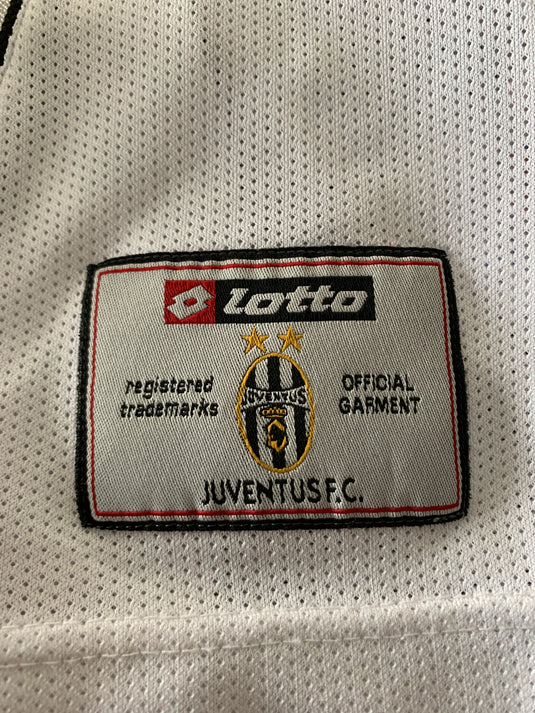 lotto
registered
trademarks
JUVENTUS
OFFICIAL
GARMENT
JUVENTUS F.C.